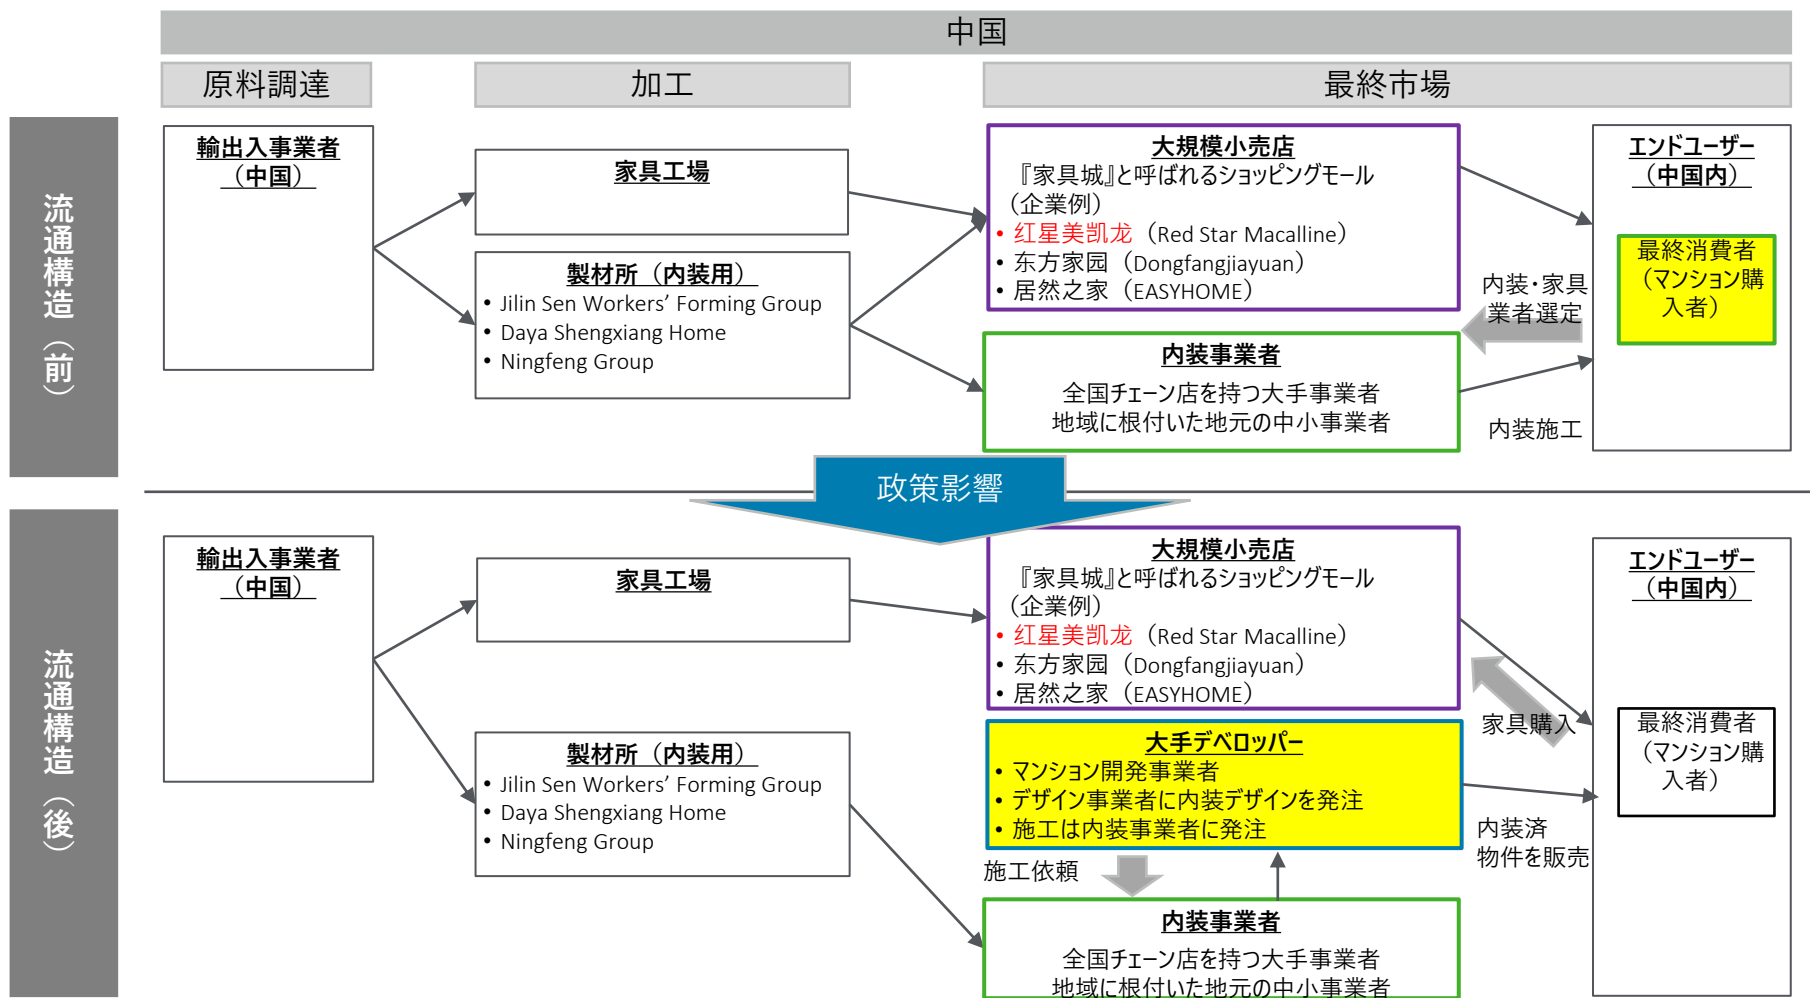 中国
原料調達
加工
最終市場
流通構造（前）
輸出入事業者
（中国）
家具工場
製材所（内装用）
• Jilin Sen Workers’ Forming Group
• Daya Shengxiang Home
• Ningfeng Group
大規模小売店
『家具城』と呼ばれるショッピングモール
（企業例）
• 红星美凯龙（Red Star Macalline）
• 东方家园（Dongfangjiayuan）
• 居然之家（EASYHOME）
内装事業者
全国チェーン店を持つ大手事業者
地域に根付いた地元の中小事業者
内装・家具
業者選定
内装施工
エンドユーザー
（中国内）
最終消費者
（マンション購
入者）
政策影響
流通構造（後）
輸出入事業者
（中国）
家具工場
製材所（内装用）
• Jilin Sen Workers’ Forming Group
• Daya Shengxiang Home
• Ningfeng Group
大規模小売店
『家具城』と呼ばれるショッピングモール
（企業例）
• 红星美凯龙（Red Star Macalline）
• 东方家园（Dongfangjiayuan）
• 居然之家（EASYHOME）
大手デベロッパー
• マンション開発事業者
• デザイン事業者に内装デザインを発注
• 施工は内装事業者に発注
施工依頼
内装事業者
全国チェーン店を持つ大手事業者
地域に根付いた地元の中小事業者
家具購入
内装済
物件を販売
エンドユーザー
（中国内）
最終消費者
（マンション購
入者）